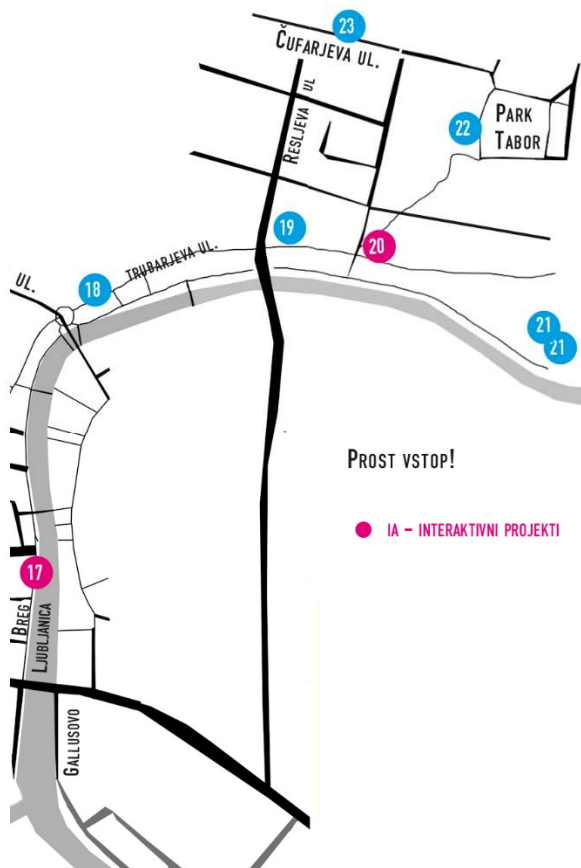 23
ČUFARJEVA UL.
RESLJEVA UL
22
PARK
TABOR
19
20
TRUBARJEVA UL.
UL.
18
21
21
PROST VSTOP!
IA – INTERAKTIVNI PROJEKTI
17
BREG
LJUBLJANICA
GALLUSOVO